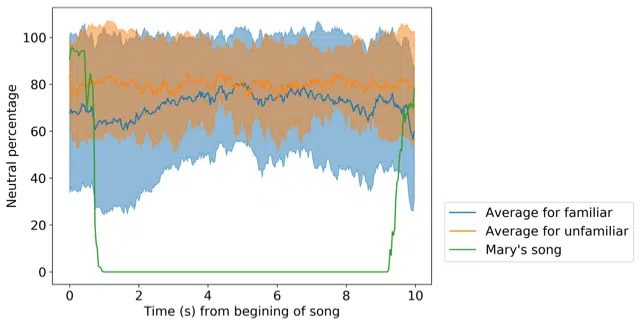 Neutral percentage
100
80
60
40
20
0
0 2 4 6 8 10
Time (s) from begining of song
Average for familiar
Average for unfamiliar
Mary's song